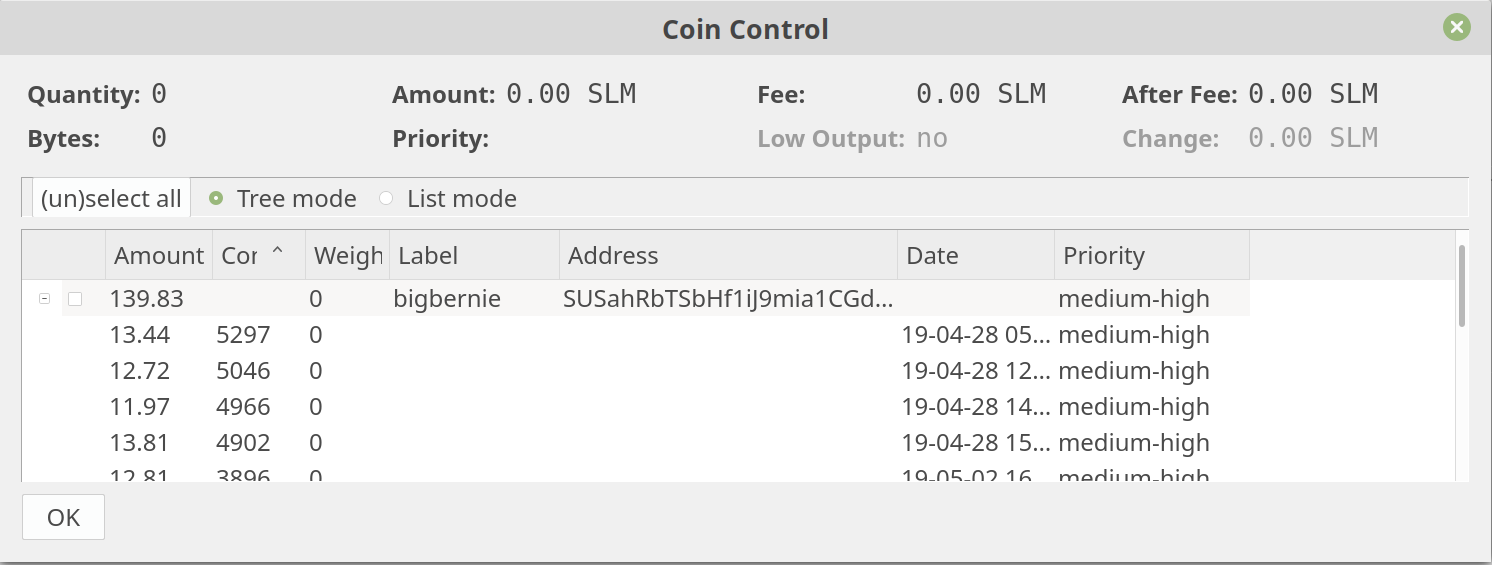 Coin Control
Quantity: 0 Amount: 0.00 SLM Fee: 0.00 SLM After Fee: 0.00 SLM
Bytes: 0 Priority: Low Output: no Change: 0.00 SLM
(un)select all Tree mode List mode
Amount Cor Weigh Label Address Date Priority
139.83 0 bigbernie SUSahRbTSbHf1iJ9mia1CGd... medium-high
13.44 5297 0 19-04-28 05... medium-high
12.72 5046 0 19-04-28 12... medium-high
11.97 4966 0 19-04-28 14... medium-high
13.81 4902 0 19-04-28 15... medium-high
12.81 3896 0 19-05-02 16... medium-high
OK